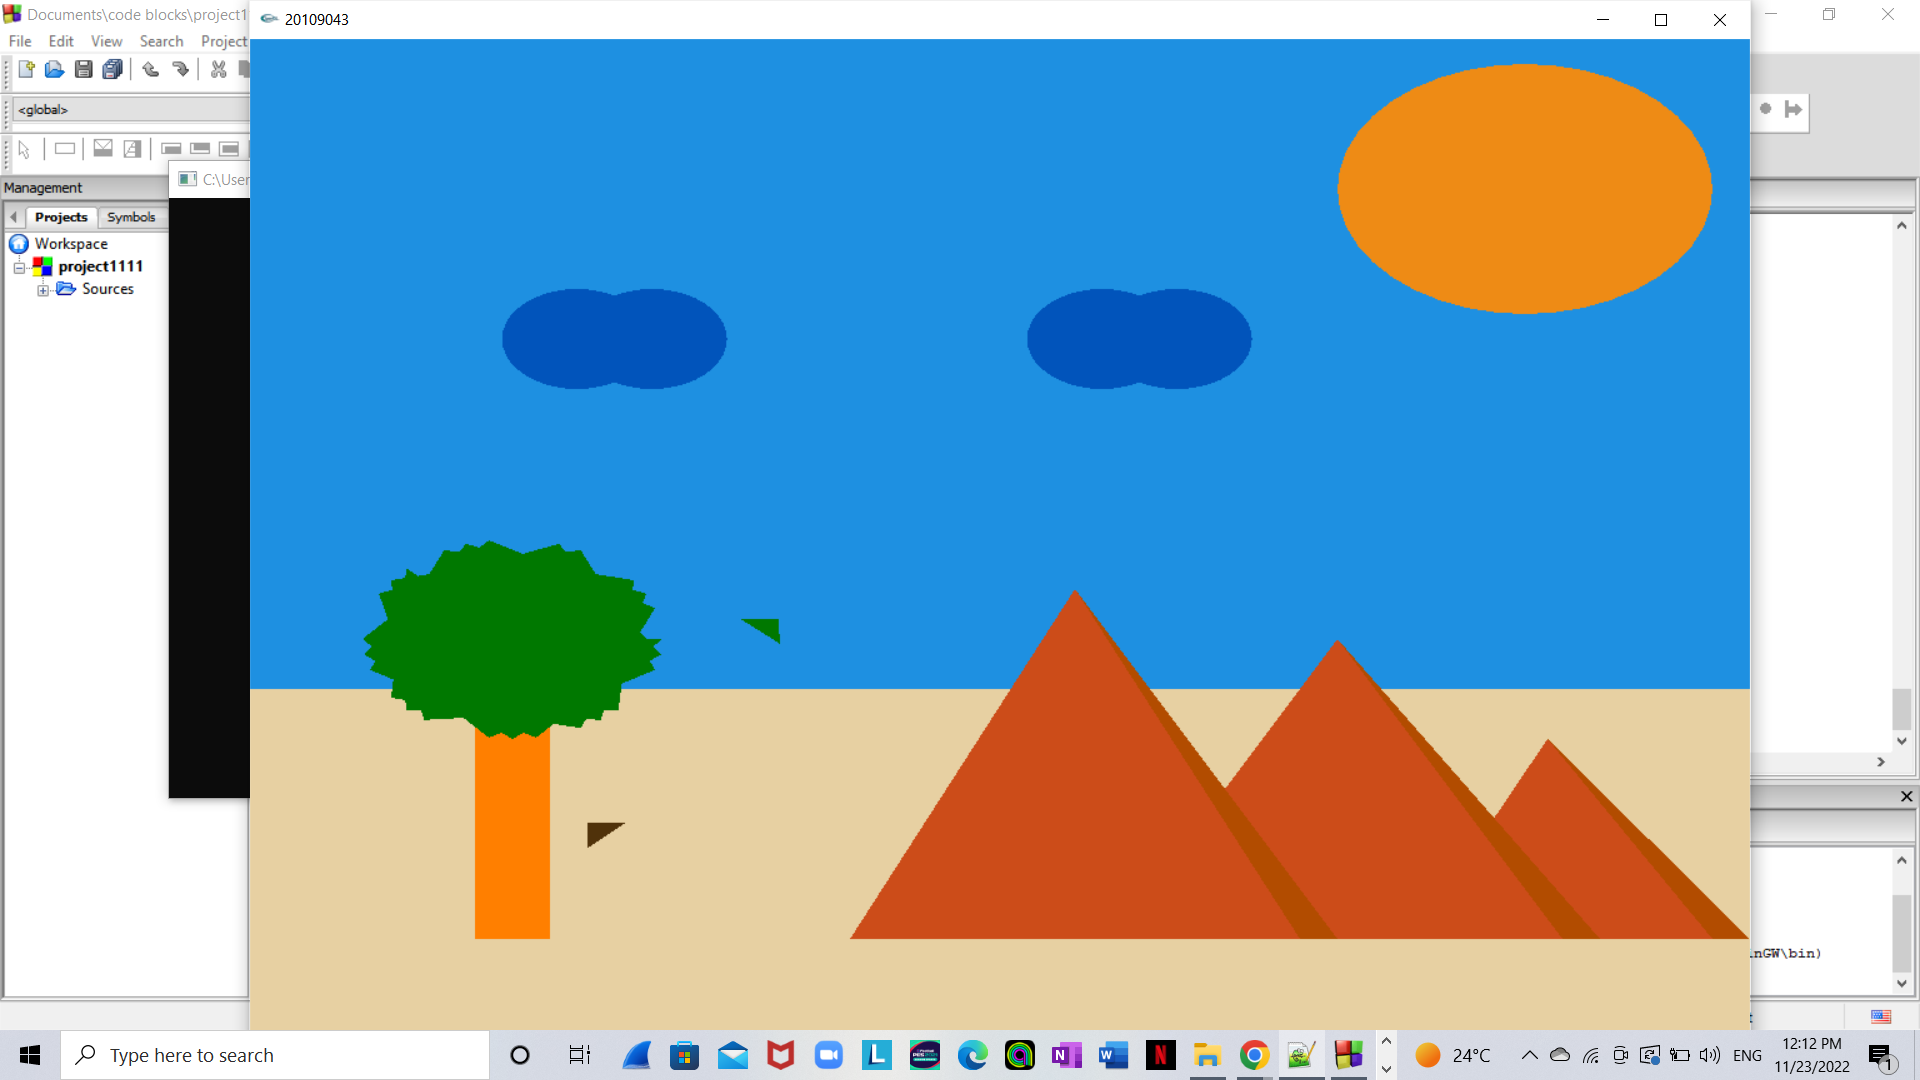 Documents\code blocks\project1
20109043
File Edit View Search Project
<global>
C:\User
Management
Projects Symbols
Workspace
project1111
Sources
nGW\bin)
Type here to search
24°C
ENG
12:12 PM
11/23/2022
1